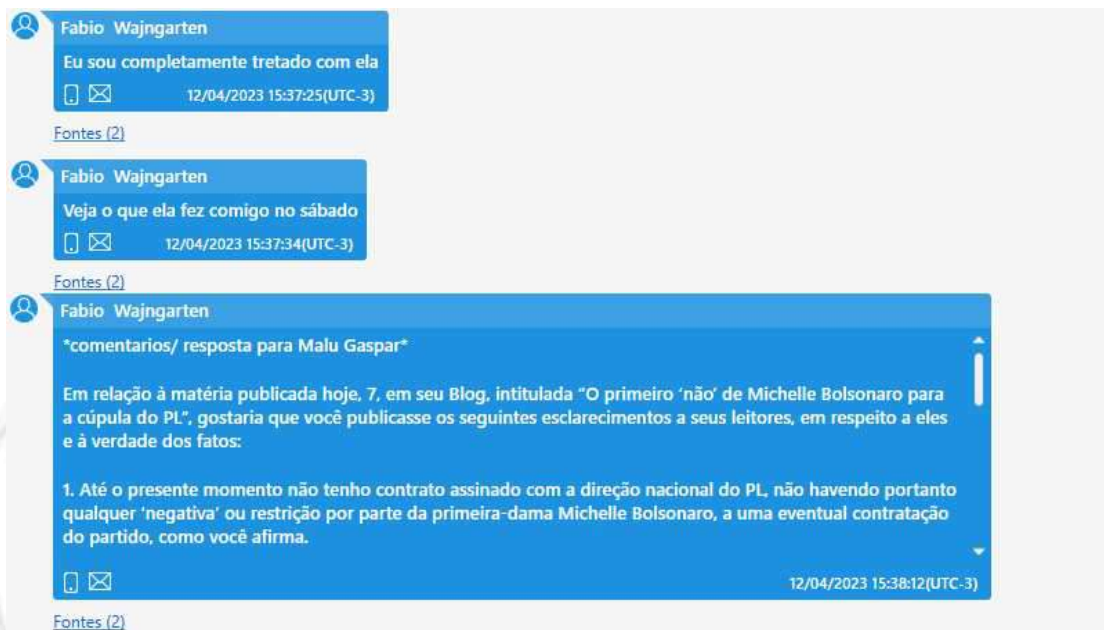 Fabio Wajngarten
Eu sou completamente tretado com ela
12/04/2023 15:37:25(UTC-3)
Fontes (2)
Fabio Wajngarten
Veja o que ela fez comigo no sábado
12/04/2023 15:37:34(UTC-3)
Fontes (2)
Fabio Wajngarten
*comentarios/ resposta para Malu Gaspar*
Em relação à matéria publicada hoje, 7, em seu Blog, intitulada "O primeiro 'não' de Michelle Bolsonaro para
a cúpula do PL", gostaria que você publicasse os seguintes esclarecimentos a seus leitores, em respeito a eles
e à verdade dos fatos:
1. Até o presente momento não tenho contrato assinado com a direção nacional do PL, não havendo portanto
qualquer 'negativa' ou restrição por parte da primeira-dama Michelle Bolsonaro, a uma eventual contratação
do partido, como você afirma.
12/04/2023 15:38:12(UTC-3)
Fontes (2)